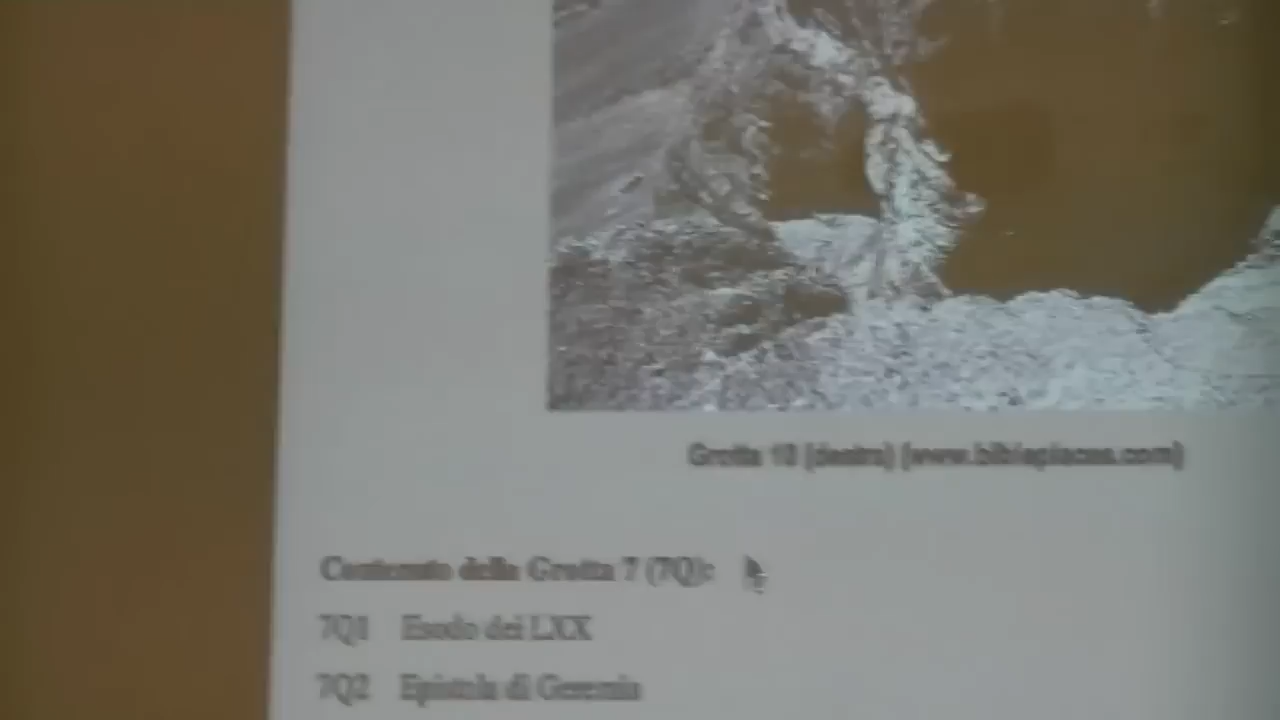 Grotta 10 (destra) (www.bibleplaces.com)
Contenuto della Grotta 7 (7Q):
7Q1 Esodo dei LXX
7Q2 Epistola di Geremia